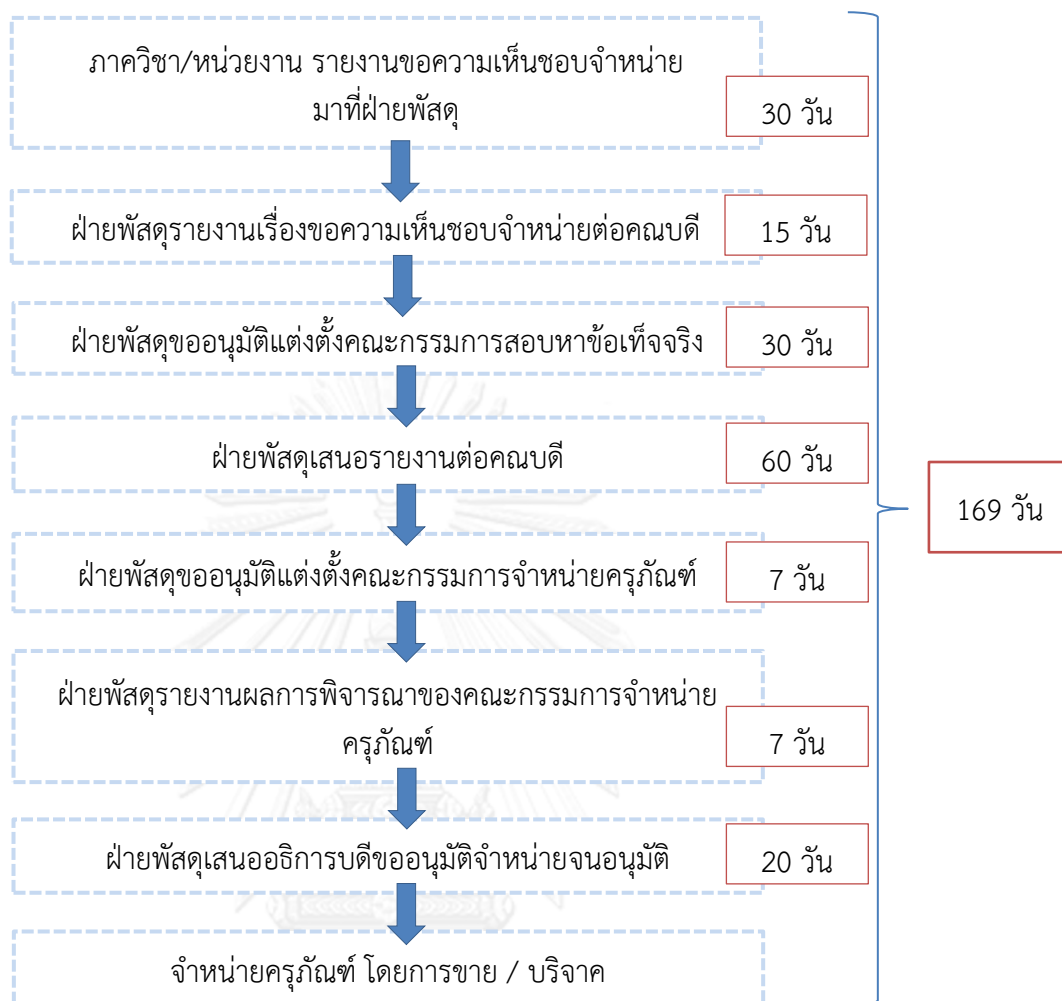 ภาควิชา/หน่วยงาน รายงานขอความเห็นชอบจำหน่าย
มาที่ฝ่ายพัสดุ
30 วัน
ฝ่ายพัสดุรายงานเรื่องขอความเห็นชอบจำหน่ายต่อคณบดี
15 วัน
ฝ่ายพัสดุขออนุมัติแต่งตั้งคณะกรรมการสอบหาข้อเท็จจริง
30 วัน
ฝ่ายพัสดุเสนอรายงานต่อคณบดี
60 วัน
169 วัน
ฝ่ายพัสดุขออนุมัติแต่งตั้งคณะกรรมการจำหน่ายครุภัณฑ์
7 วัน
ฝ่ายพัสดุรายงานผลการพิจารณาของคณะกรรมการจำหน่าย
ครุภัณฑ์
7 วัน
ฝ่ายพัสดุเสนออธิการบดีขออนุมัติจำหน่ายจนอนุมัติ
20 วัน
จำหน่ายครุภัณฑ์ โดยการขาย / บริจาค